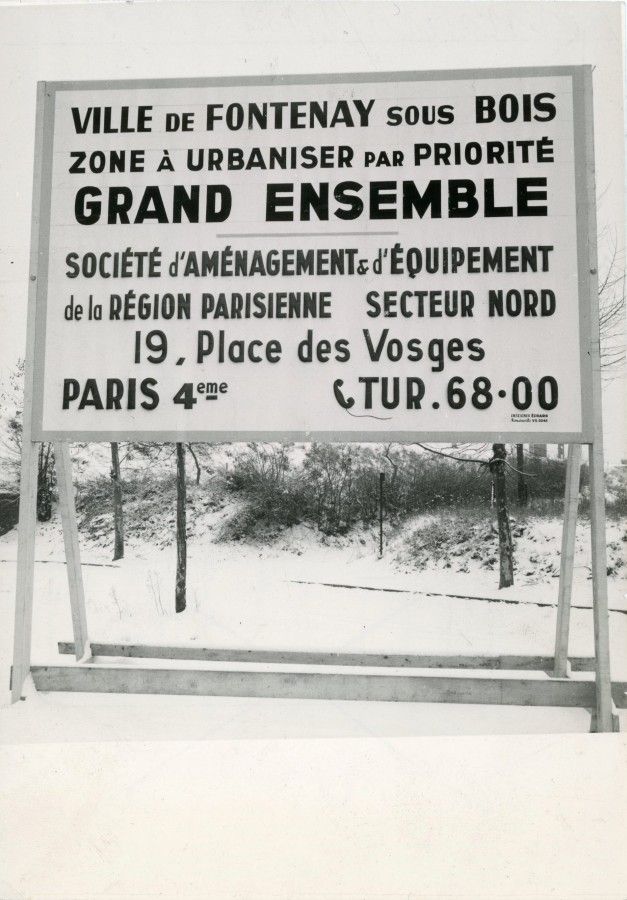 VILLE DE FONTENAY SOUS BOIS
ZONE À URBANISER PAR PRIORITÉ
GRAND ENSEMBLE
SOCIÉTÉ d'AMÉNAGEMENT & d'ÉQUIPEMENT
de la RÉGION PARISIENNE SECTEUR NORD
19, Place des Vosges
PARIS 4eme TUR. 68·00